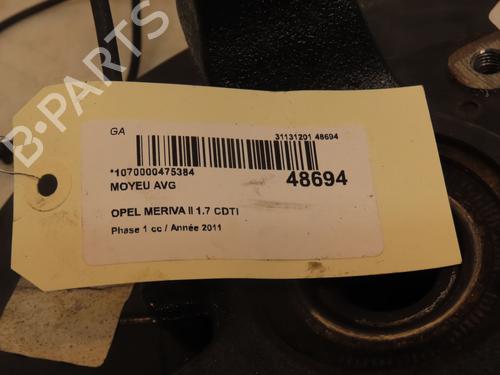 B-PARTS
GA
31131201 48694
*1070000475384
48694
MOYEU AVG
OPEL MERIVA II 1.7 CDTI
Phase 1 cc / Année 2011